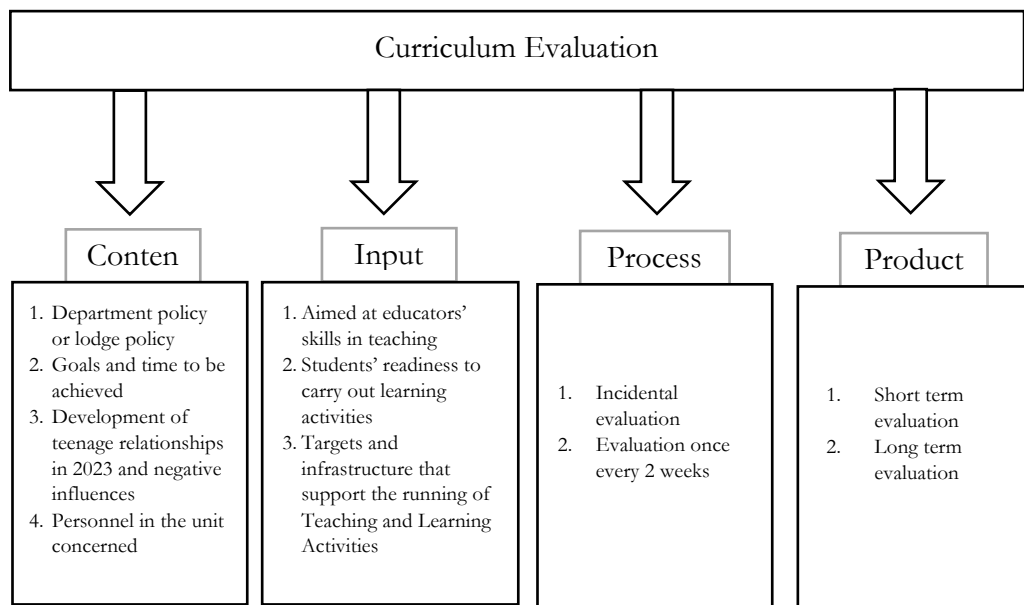 Curriculum Evaluation
Conten
1. Department policy
or lodge policy
2. Goals and time to be
achieved
3. Development of
teenage relationships
in 2023 and negative
influences
4. Personnel in the unit
concerned
Input
1. Aimed at educators’
skills in teaching
2. Students’ readiness to
carry out learning
activities
3. Targets and
infrastructure that
support the running of
Teaching and Learning
Activities
Process
1. Incidental
evaluation
2. Evaluation once
every 2 weeks
Product
1. Short term
evaluation
2. Long term
evaluation